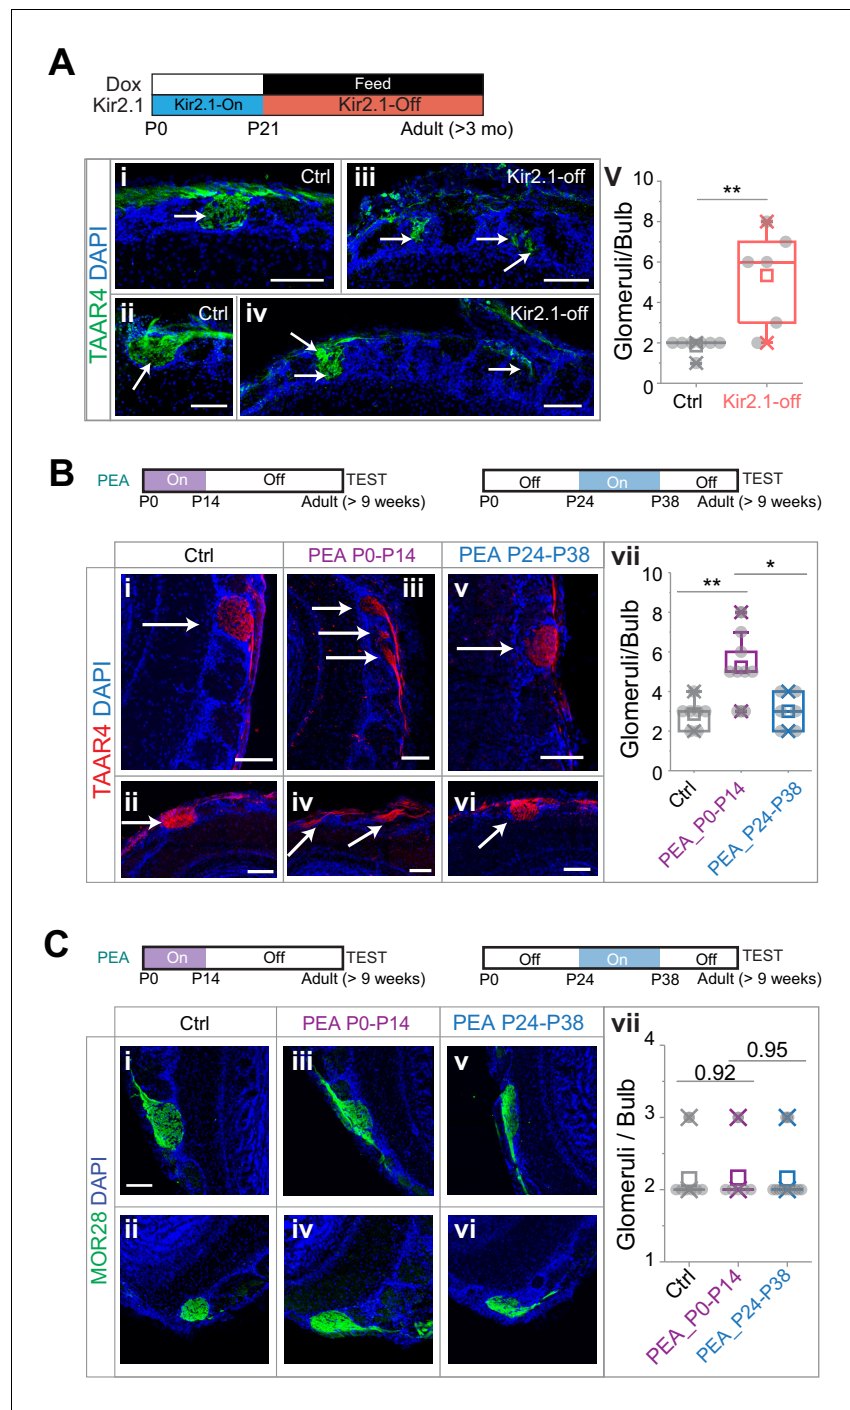 A
Dox
Feed
Kir2.1
Kir2.1-On
Kir2.1-Off
P0
P21
Adult (>3 mo)
TAAR4 DAPI
i
Ctrl
iii
Kir2.1-off
ii
Ctrl
iv
Kir2.1-off
V
Glomeruli/Bulb
10
8
6
4
2
0
**
Ctrl
Kir2.1-off
B
PEA
On
Off
TEST
P0
P14
Adult (> 9 weeks)
Off
On
Off
TEST
P0
P24
P38
Adult (> 9 weeks)
Ctrl
PEA P0-P14
PEA P24-P38
TAAR4 DAPI
i
iii
v
ii
iv
vi
vii
Glomeruli/Bulb
10
8
6
4
2
0
**
*
Ctrl
PEA_P0-P14
PEA_P24-P38
C
PEA
On
Off
TEST
P0
P14
Adult (> 9 weeks)
Off
On
Off
TEST
P0
P24
P38
Adult (> 9 weeks)
Ctrl
PEA P0-P14
PEA P24-P38
MOR28 DAPI
i
iii
v
ii
iv
vi
vii
Glomeruli / Bulb
4
3
2
1
0.92
0.95
Ctrl
PEA_P0-P14
PEA_P24-P38